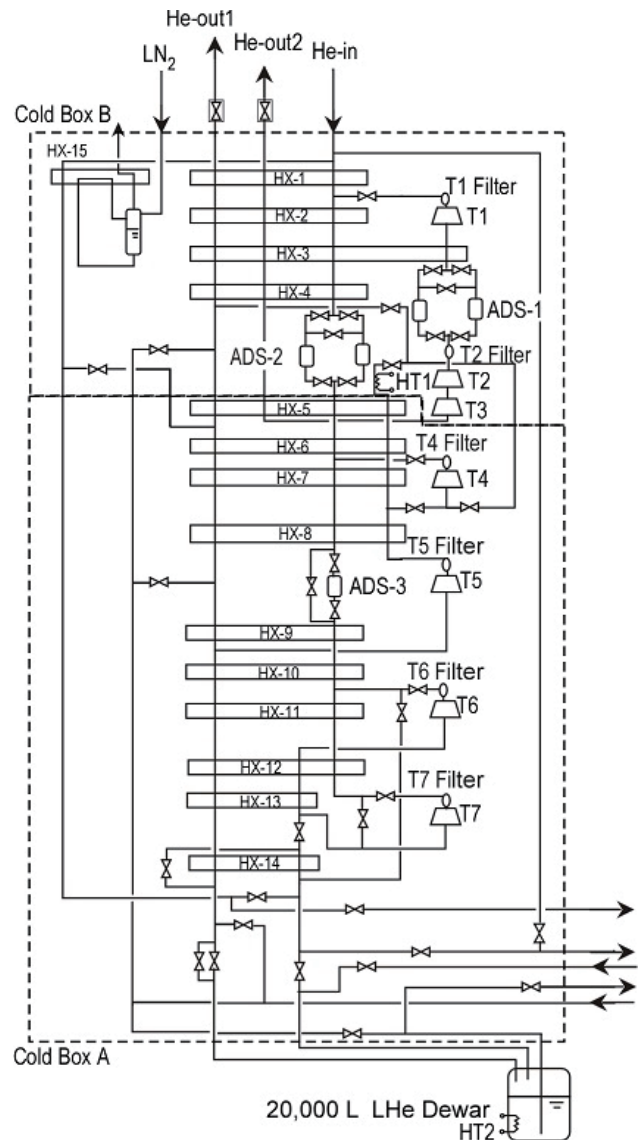 He-out1
He-out2
He-in
LN2
Cold Box B
HX-15
HX-1
T1 Filter
HX-2
T1
HX-3
HX-4
ADS-1
ADS-2
T2 Filter
HT1
T2
HX-5
T3
HX-6
T4 Filter
HX-7
T4
HX-8
T5 Filter
ADS-3
T5
HX-9
HX-10
T6 Filter
HX-11
T6
HX-12
T7 Filter
HX-13
T7
HX-14
Cold Box A
20,000 L LHe Dewar
HT2